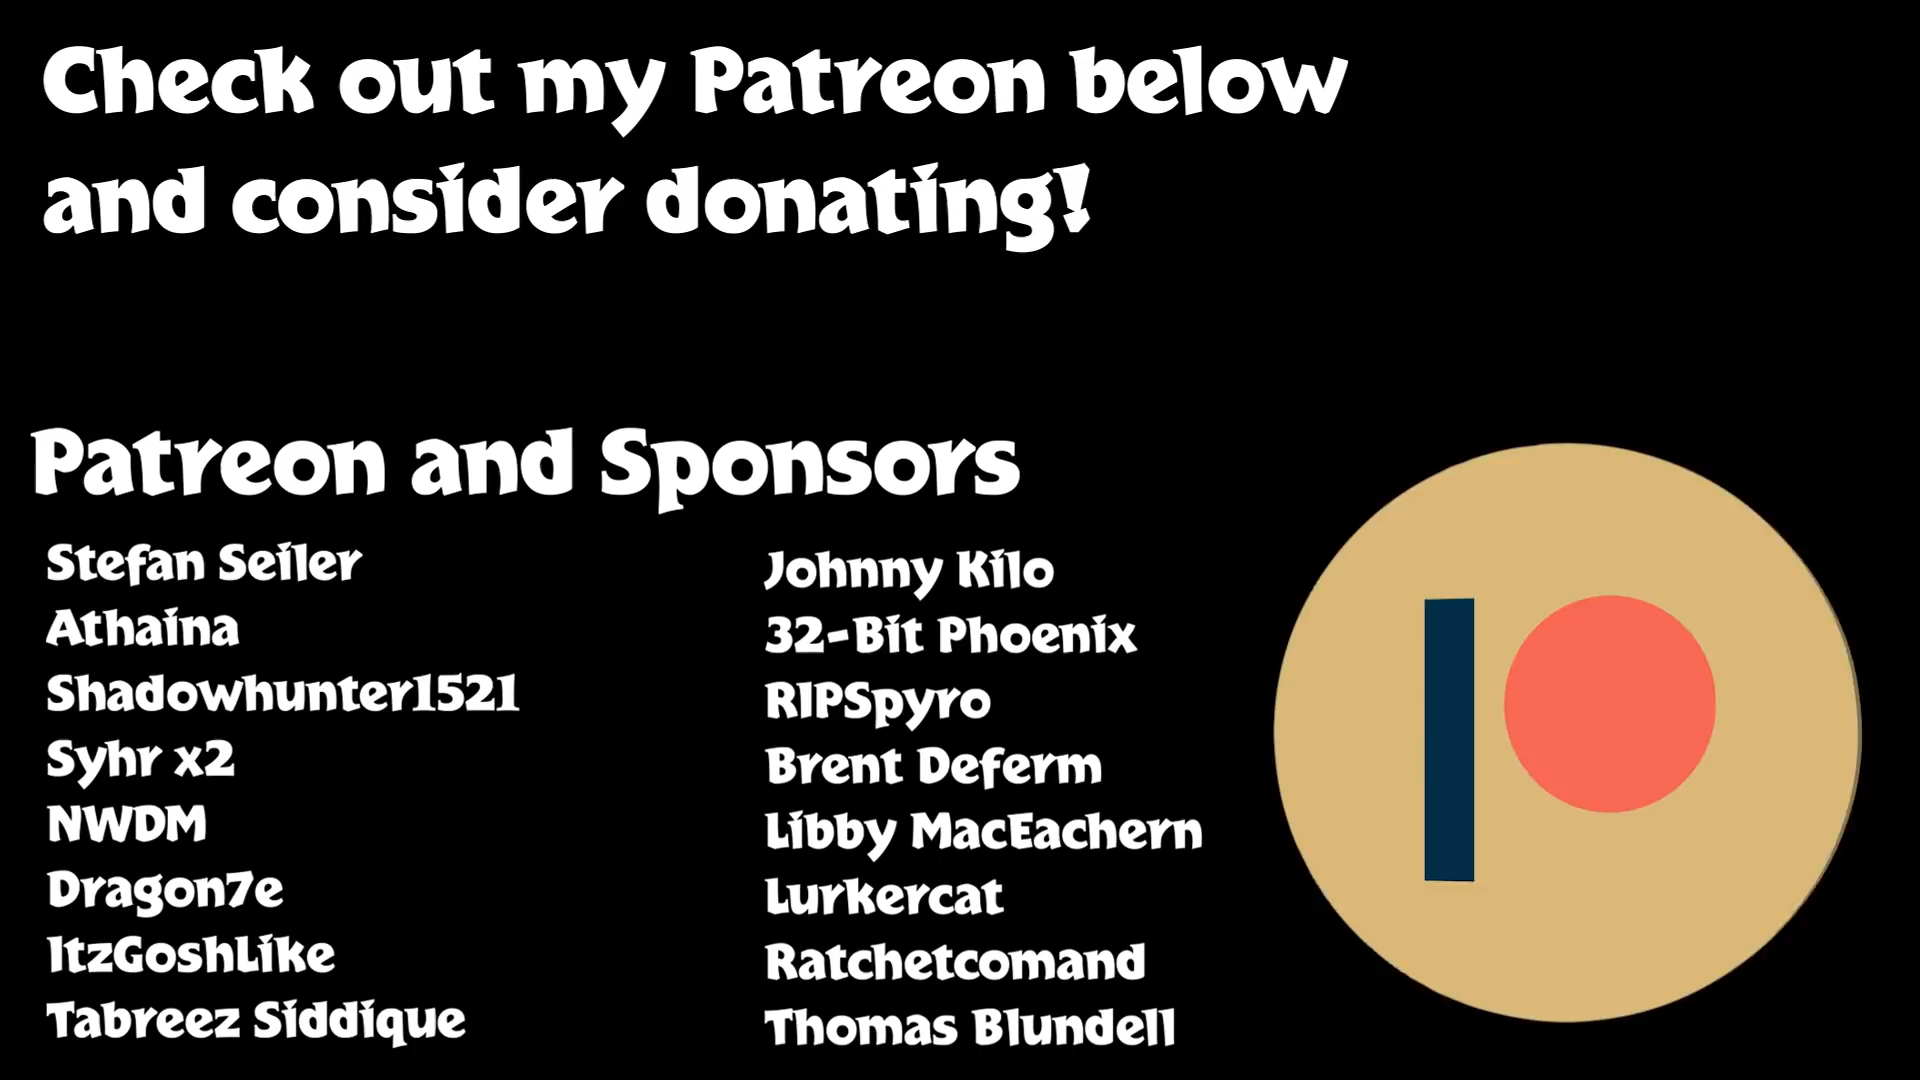 Check out my Patreon below
and consider donating!
Patreon and Sponsors
Stefan Seiler
Athaina
Shadowhunter1521
Syhr x2
NWDM
Dragon7e
ItzGoshLike
Tabreez Siddique
Johnny Kilo
32-Bit Phoenix
RIPSpyro
Brent Deferm
Libby MacEachern
Lurkercat
Ratchetcomand
Thomas Blundell